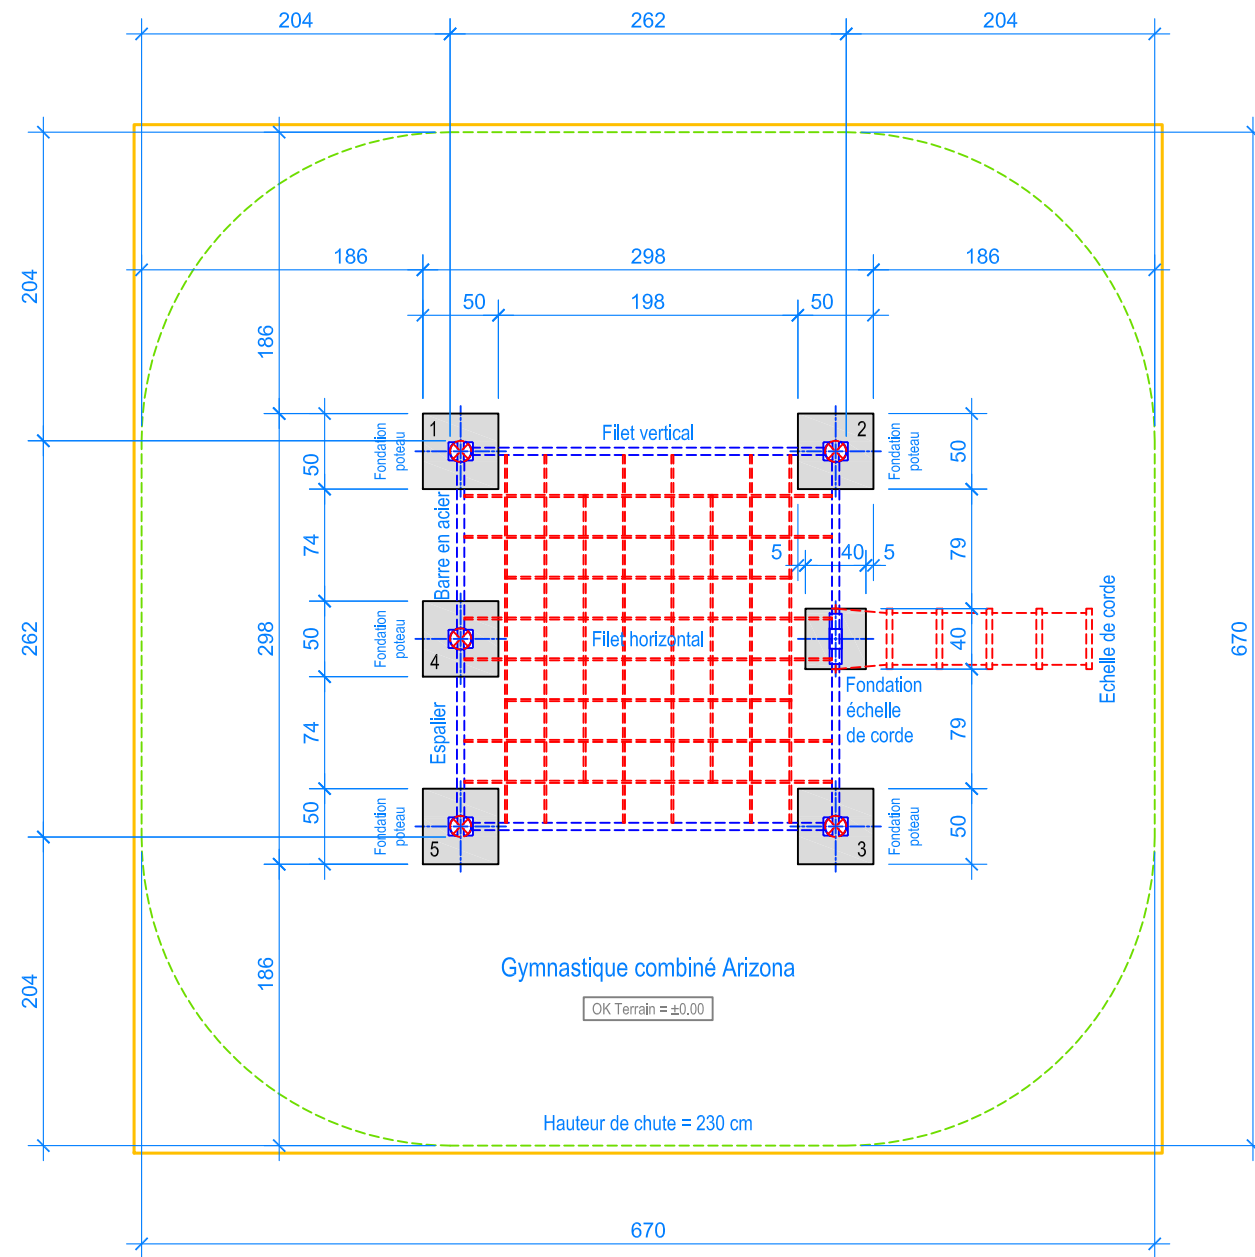 204
262
204
186
298
186
50
198
50
204
186
1
Filet vertical
2
Fondation
poteau
Fondation
poteau
50
50
Barre en acier
74
5
40
5
79
262
298
670
50
Fondation
poteau
4
Filet horizontal
40
Echelle de corde
Fondation
échelle
de corde
74
Espalier
79
50
Fondation
poteau
5
3
Fondation
poteau
50
204
186
Gymnastique combiné Arizona
OK Terrain = ±0.00
Hauteur de chute = 230 cm
670